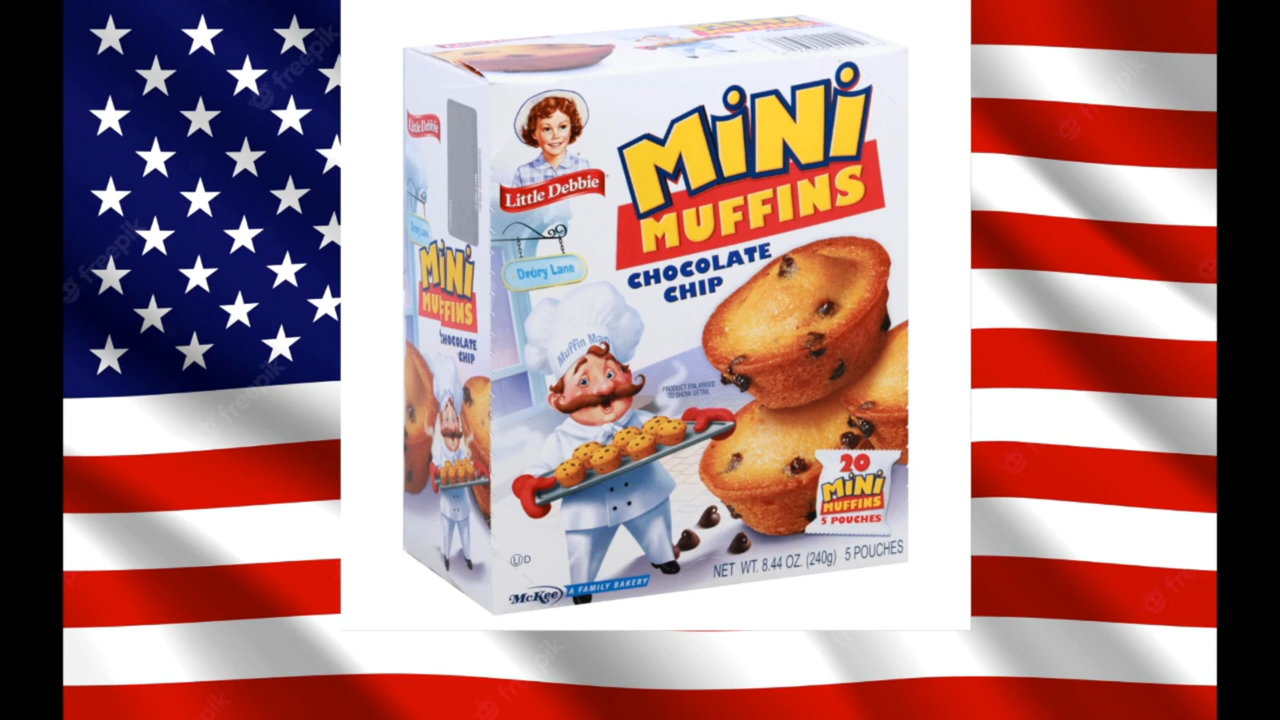 Little Debbie
MiNi
MUFFINS
CHOCOLATE
CHIP
Drury Lane
Muffin Man
PRODUCT ENLARGED
TO SHOW DETAIL
20
MiNi
MUFFINS
5 POUCHES
NET WT. 8.44 OZ. (240g) 5 POUCHES
U D
McKee A FAMILY BAKERY
Little Debbie
MiNi
MUFFINS
CHOCOLATE
CHIP
freepik